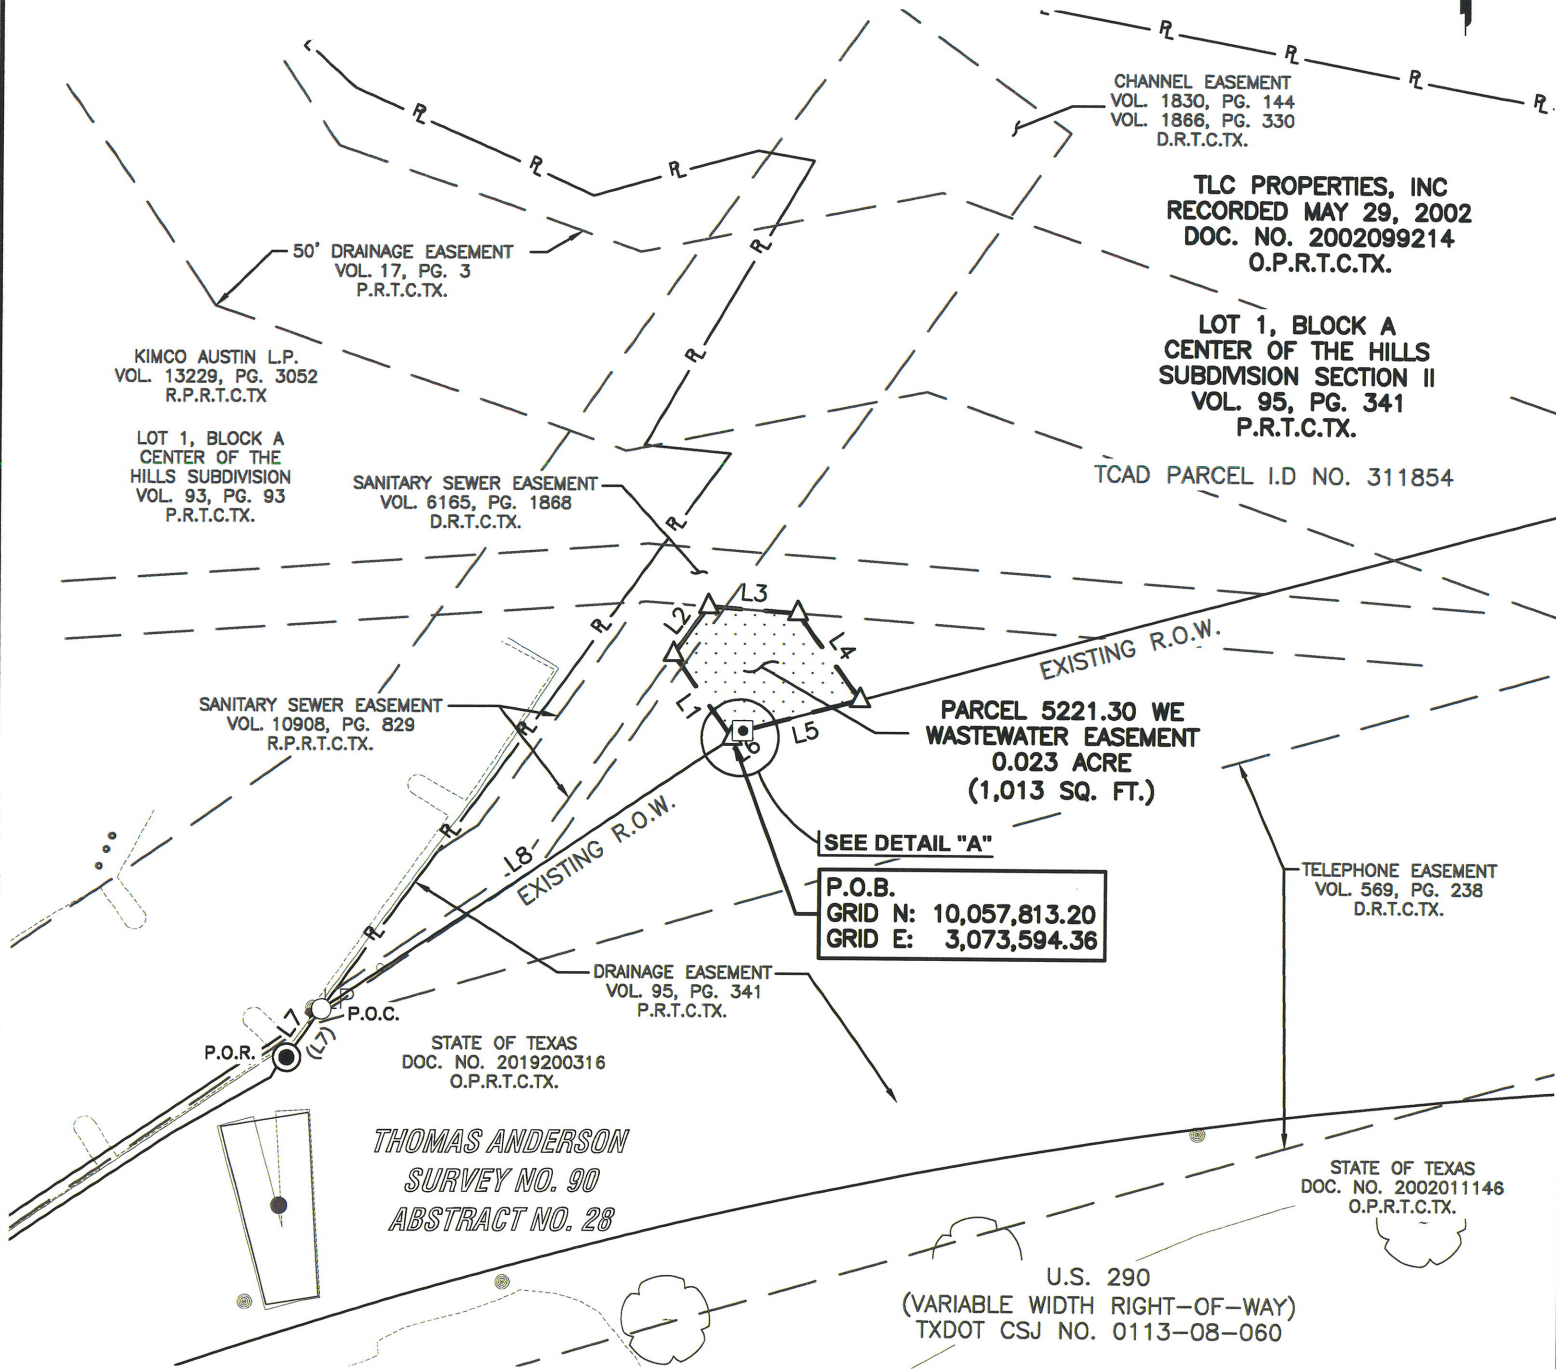 CHANNEL EASEMENT
VOL. 1830, PG. 144
VOL. 1866, PG. 330
D.R.T.C.TX.
TLC PROPERTIES, INC
RECORDED MAY 29, 2002
DOC. NO. 2002099214
O.P.R.T.C.TX.
50' DRAINAGE EASEMENT
VOL. 17, PG. 3
P.R.T.C.TX.
LOT 1, BLOCK A
CENTER OF THE HILLS
SUBDIVISION SECTION II
VOL. 95, PG. 341
P.R.T.C.TX.
KIMCO AUSTIN L.P.
VOL. 13229, PG. 3052
R.P.R.T.C.TX
LOT 1, BLOCK A
CENTER OF THE
HILLS SUBDIVISION
VOL. 93, PG. 93
P.R.T.C.TX.
SANITARY SEWER EASEMENT
VOL. 6165, PG. 1868
D.R.T.C.TX.
TCAD PARCEL I.D NO. 311854
L3
L2
L4
L1
L5
L6
EXISTING R.O.W.
SANITARY SEWER EASEMENT
VOL. 10908, PG. 829
R.P.R.T.C.TX.
PARCEL 5221.30 WE
WASTEWATER EASEMENT
0.023 ACRE
(1,013 SQ. FT.)
L8
EXISTING R.O.W.
SEE DETAIL "A"
P.O.B.
GRID N: 10,057,813.20
GRID E: 3,073,594.36
TELEPHONE EASEMENT
VOL. 569, PG. 238
D.R.T.C.TX.
DRAINAGE EASEMENT
VOL. 95, PG. 341
P.R.T.C.TX.
P.O.C.
L7
(L7)
P.O.R.
STATE OF TEXAS
DOC. NO. 2019200316
O.P.R.T.C.TX.
THOMAS ANDERSON
SURVEY NO. 90
ABSTRACT NO. 28
STATE OF TEXAS
DOC. NO. 2002011146
O.P.R.T.C.TX.
U.S. 290
(VARIABLE WIDTH RIGHT-OF-WAY)
TXDOT CSJ NO. 0113-08-060